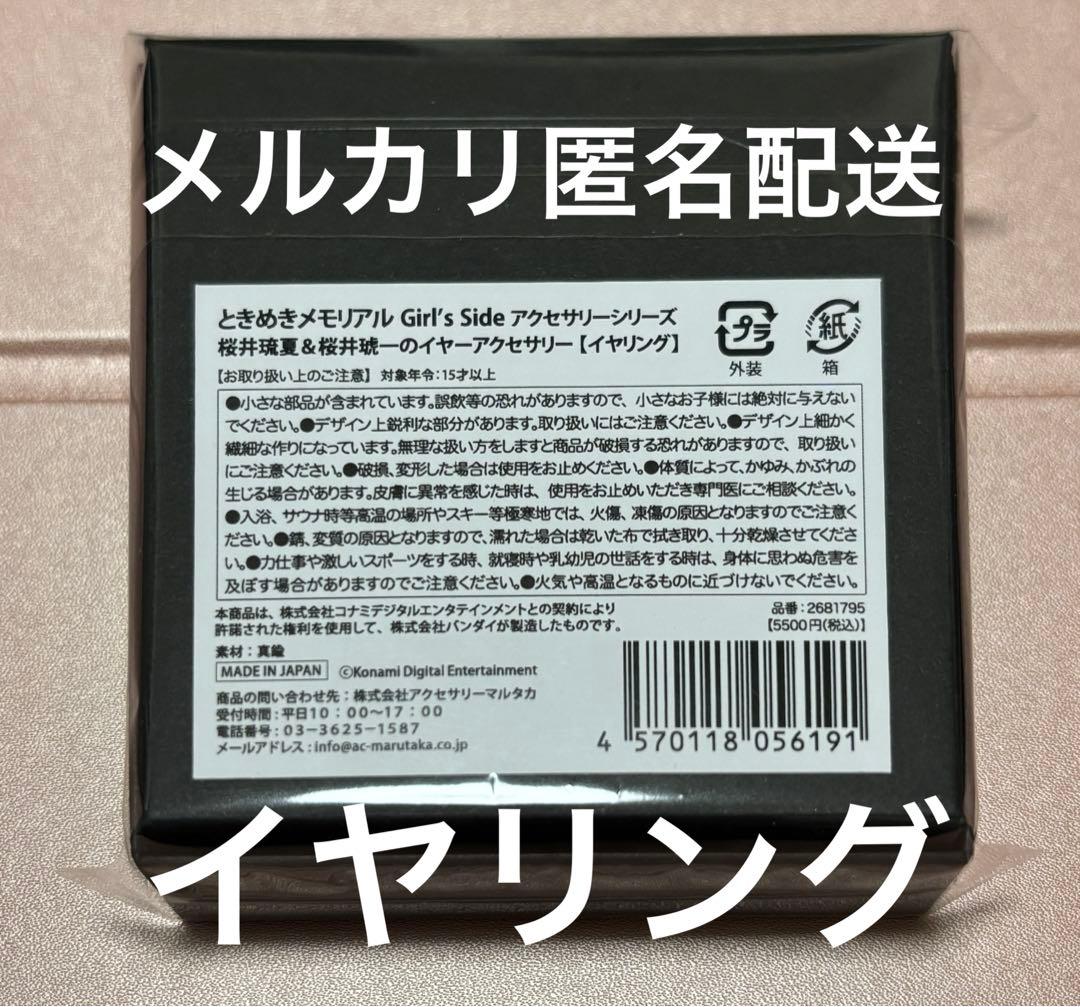 メルカリ匿名配送
ときめきメモリアル Girl's Side アクセサリーシリーズ
桜井琉夏＆桜井琥一のイヤーアクセサリー【イヤリング】
プラ
外装
紙
箱
【お取り扱い上のご注意】 対象年令：15才以上
●小さな部品が含まれています。誤飲等の恐れがありますので、小さなお子様には絶対に与えない
でください。●デザイン上鋭利な部分があります。取り扱いにはご注意ください。●デザイン上細かく
繊細な作りになっています。無理な扱い方をしますと商品が破損する恐れがありますので、取り扱い
にご注意ください。●破損、変形した場合は使用をお止めください。●体質によって、かゆみ、かぶれの
生じる場合があります。皮膚に異常を感じた時は、使用をお止めいただき専門医にご相談ください。
●入浴、サウナ時等高温の場所やスキー等極寒地では、火傷、凍傷の原因となりますのでご注意く
ださい。●錆、変質の原因となりますので、濡れた場合は乾いた布で拭き取り、十分乾燥させてくださ
い。●力仕事や激しいスポーツをする時、就寝時や乳幼児の世話をする時は、身体に思わぬ危害を
及ぼす場合がありますのでご注意ください。●火気や高温となるものに近づけないでください。
本商品は、株式会社コナミデジタルエンタテインメントとの契約により
許諾された権利を使用して、株式会社バンダイが製造したものです。
品番：2681795
【5500円（税込）】
素材：真鍮
MADE IN JAPAN ©Konami Digital Entertainment
商品の問い合わせ先：株式会社アクセサリーマルタカ
受付時間：平日10：00～17：00
電話番号：03-3625-1587
メールアドレス：info@ac-marutaka.co.jp
4 570118 056191
イヤリング